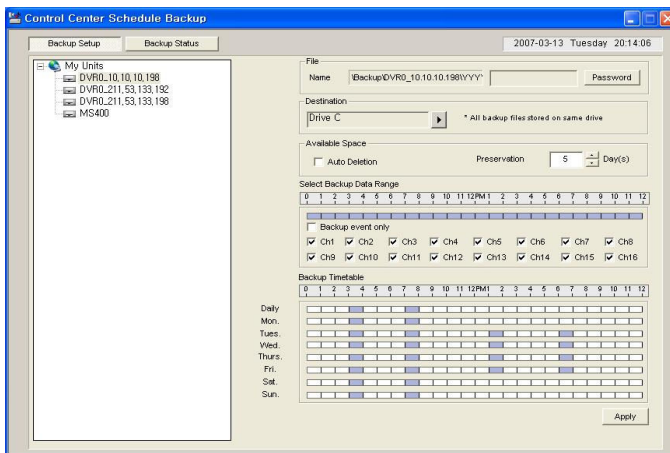 Control Center Schedule Backup
Backup Setup Backup Status 2007-03-13 Tuesday 20:14:06
My Units
DVR0_10,10,10,198
DVR0_211,53,133,192
DVR0_211,53,133,198
MS400
File
Name \Backup\DVR0_10.10.10.198\YYY' Password
Destination
Drive C * All backup files stored on same drive
Available Space
Auto Deletion Preservation 5 Day(s)
Select Backup Data Range
0 1 2 3 4 5 6 7 8 9 10 11 12PM1 2 3 4 5 6 7 8 9 10 11 12
Backup event only
Ch1 Ch2 Ch3 Ch4 Ch5 Ch6 Ch7 Ch8
Ch9 Ch10 Ch11 Ch12 Ch13 Ch14 Ch15 Ch16
Backup Timetable
0 1 2 3 4 5 6 7 8 9 10 11 12PM1 2 3 4 5 6 7 8 9 10 11 12
Daily
Mon.
Tues.
Wed.
Thurs.
Fri.
Sat.
Sun.
Apply